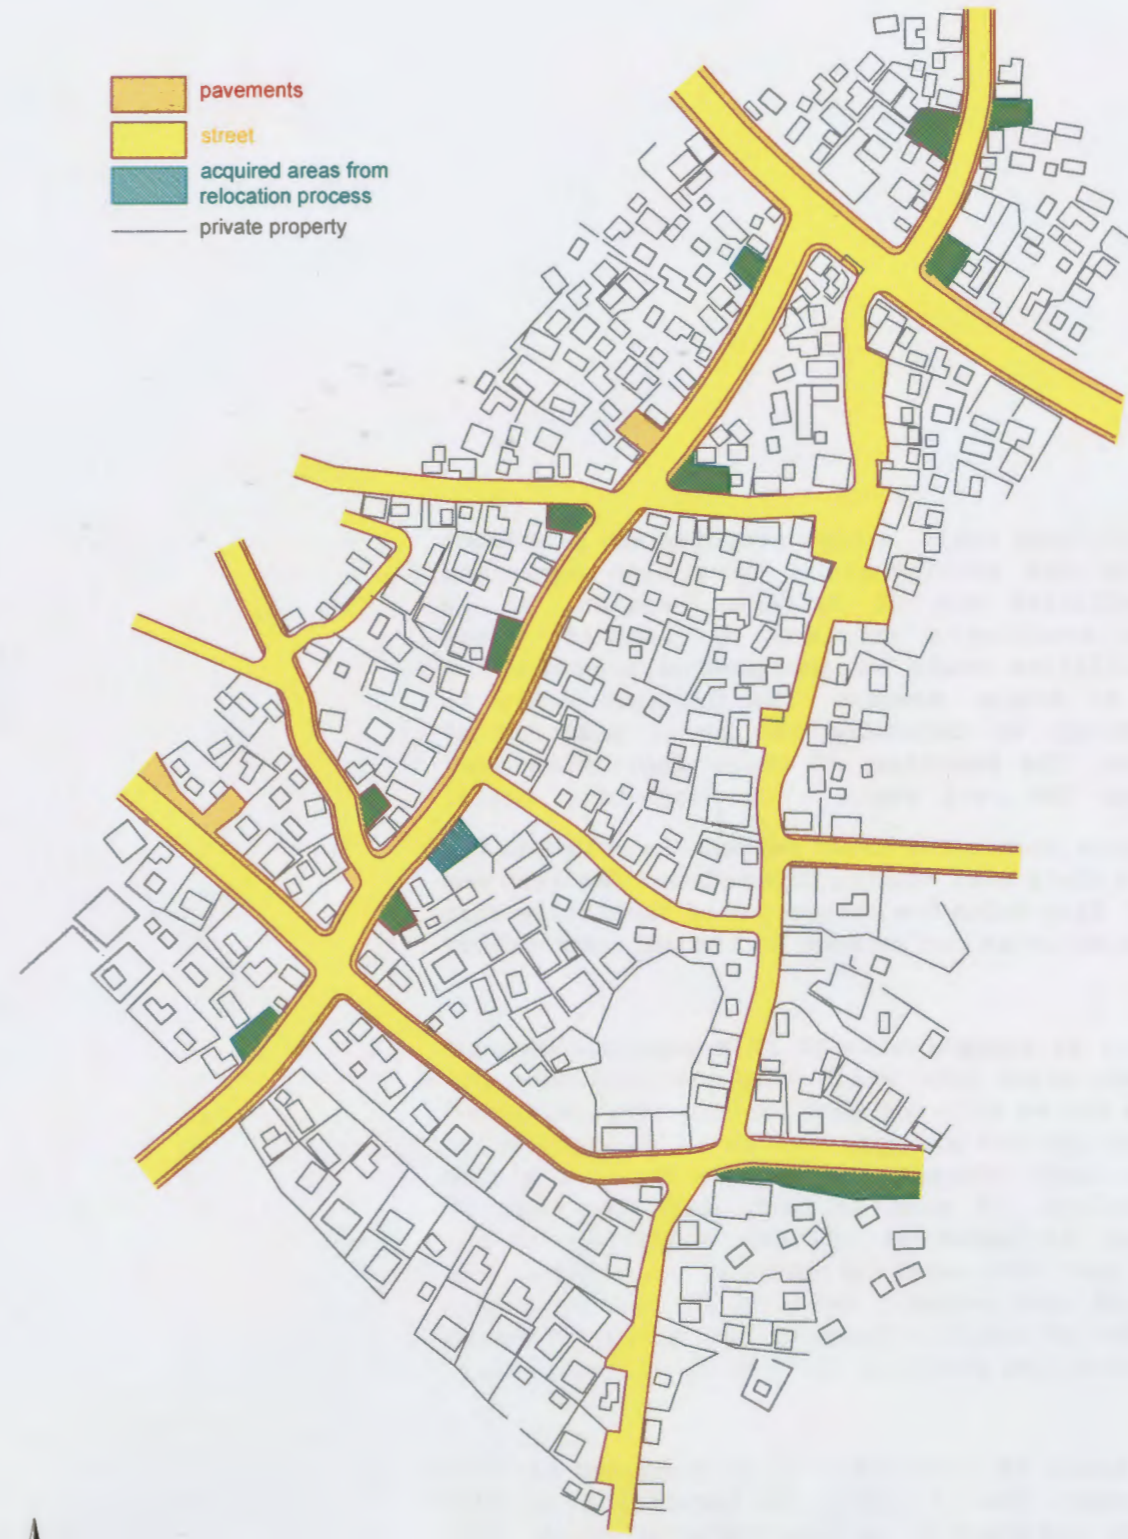 pavements
street
acquired areas from
relocation process
private property